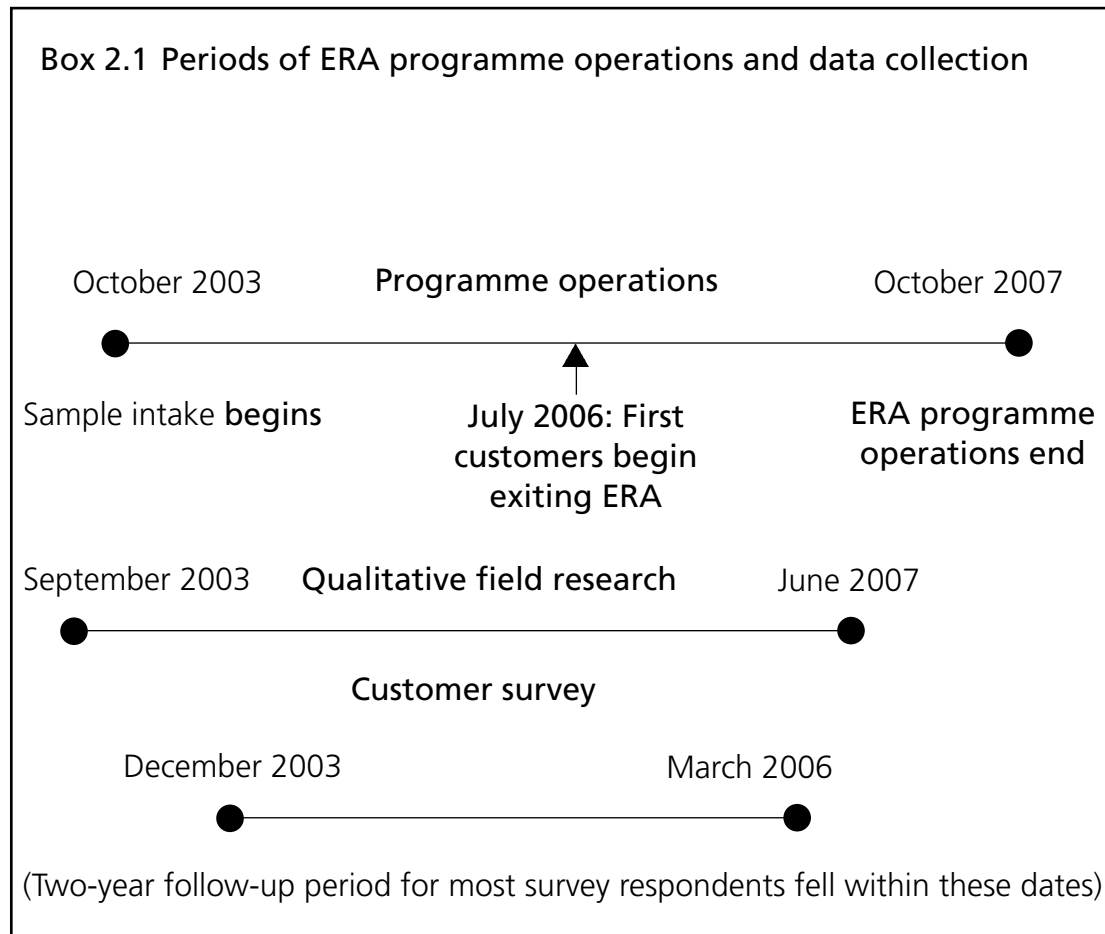 Box 2.1 Periods of ERA programme operations and data collection
October 2003
Programme operations
October 2007
Sample intake begins
July 2006: First
customers begin
exiting ERA
ERA programme
operations end
September 2003
Qualitative field research
June 2007
Customer survey
December 2003
March 2006
(Two-year follow-up period for most survey respondents fell within these dates)